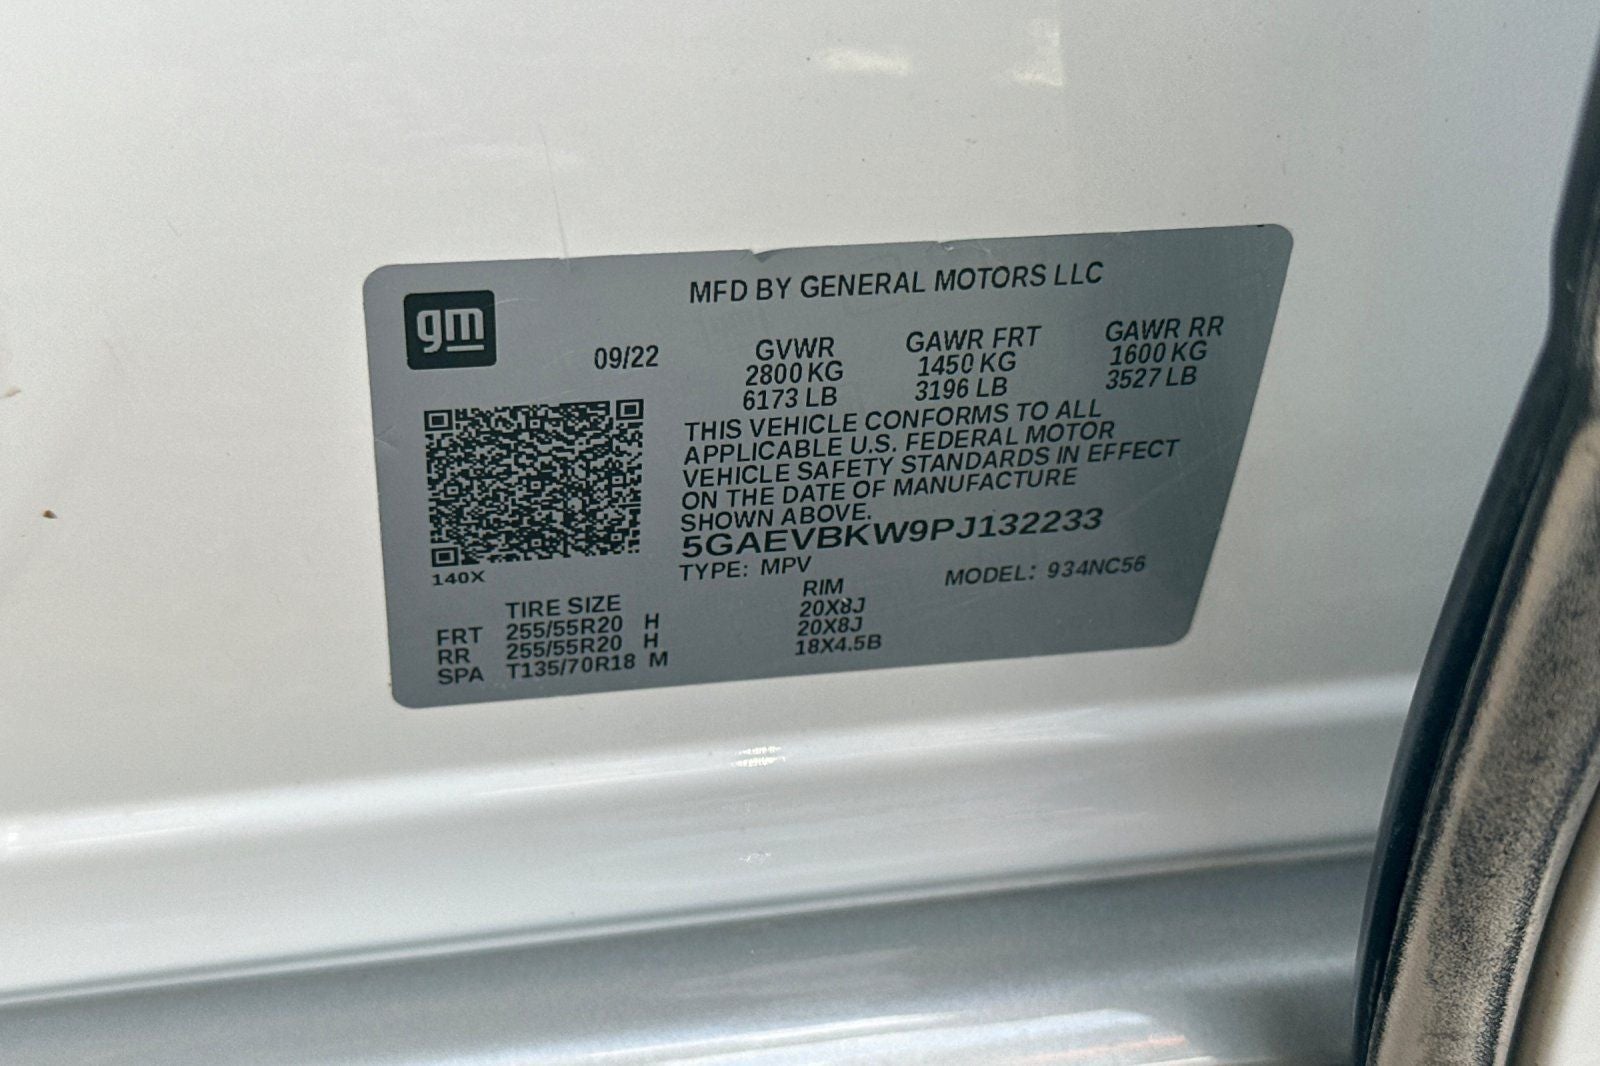 MFD BY GENERAL MOTORS LLC
gm
09/22
GVWR GAWR FRT GAWR RR
2800 KG 1450 KG 1600 KG
6173 LB 3196 LB 3527 LB
THIS VEHICLE CONFORMS TO ALL
APPLICABLE U.S. FEDERAL MOTOR
VEHICLE SAFETY STANDARDS IN EFFECT
ON THE DATE OF MANUFACTURE
SHOWN ABOVE.
5GAEVBKW9PJ132233
140X
TYPE: MPV MODEL: 934NC56
TIRE SIZE RIM
FRT 255/55R20 H 20X8J
RR 255/55R20 H 20X8J
SPA T135/70R18 M 18X4.5B